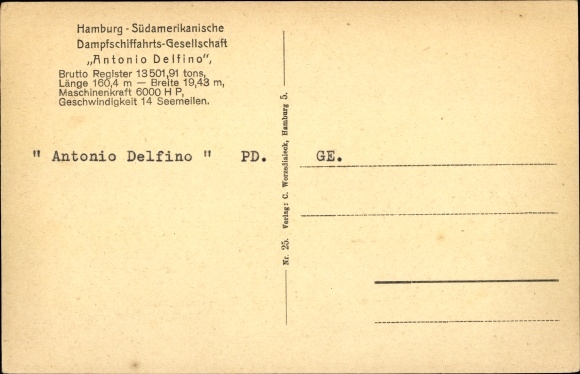 Hamburg - Südamerikanische
Dampfschiffahrts-Gesellschaft
„Antonio Delfino",
Brutto Register 13501,91 tons,
Länge 160,4 m — Breite 19,43 m,
Maschinenkraft 6000 H P,
Geschwindigkeit 14 Seemeilen.
" Antonio Delfino " PD. GE.
Nr. 25. Verlag: C. Worzedialeck, Hamburg 5.